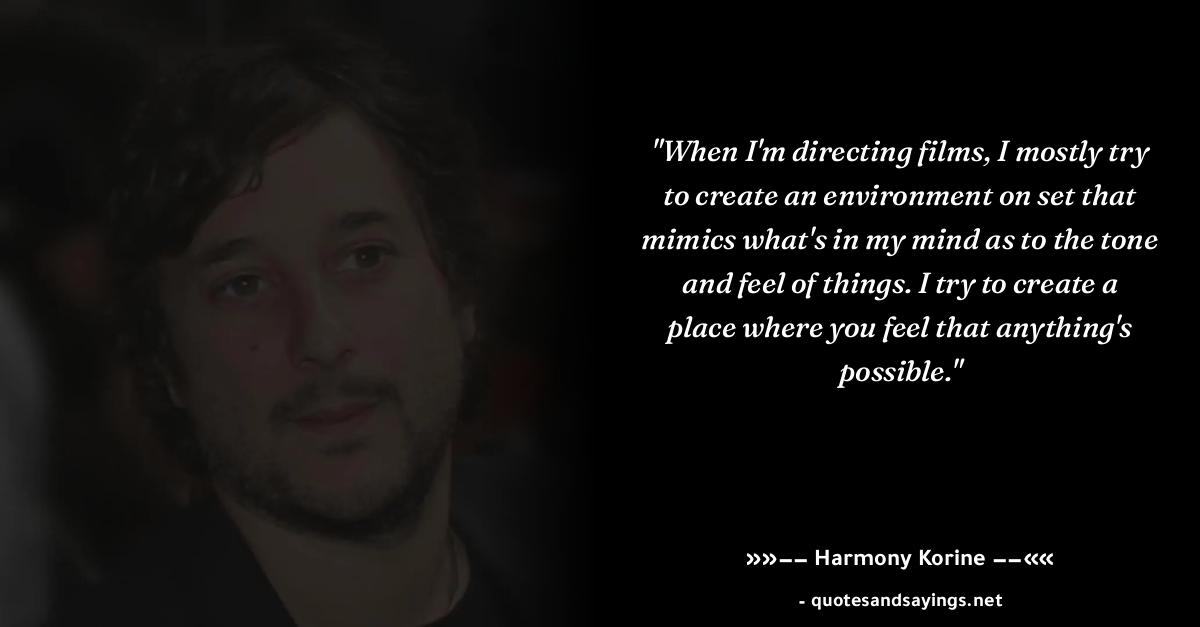 "When I'm directing films, I mostly try
to create an environment on set that
mimics what's in my mind as to the tone
and feel of things. I try to create a
place where you feel that anything's
possible."
»»−− Harmony Korine −−««
- quotesandsayings.net